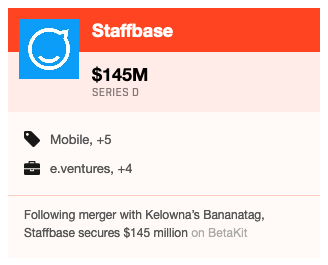 Staffbase
$145M
SERIES D
Mobile, +5
e.ventures, +4
Following merger with Kelowna's Bananatag,
Staffbase secures $145 million on BetaKit